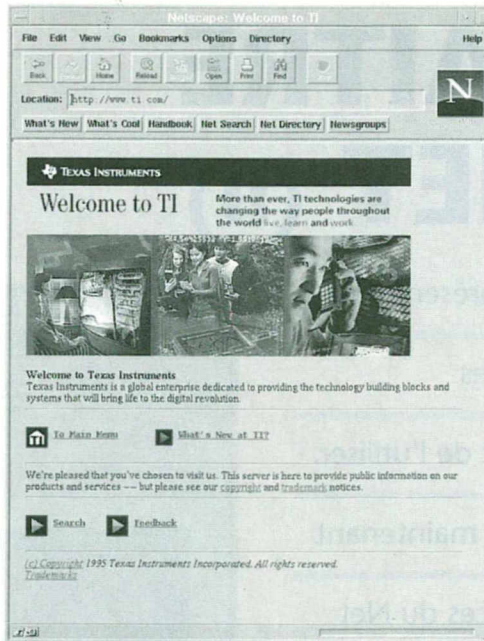 Netscape: Welcome to TI
File Edit View Go Bookmarks Options Directory Help
Back Home Reload Open Print Find
Location: http://www.ti.com/
N
What's New What's Cool Handbook Net Search Net Directory Newsgroups
TEXAS INSTRUMENTS
Welcome to TI
More than ever, TI technologies are
changing the way people throughout
the world live, learn and work.
Welcome to Texas Instruments
Texas Instruments is a global enterprise dedicated to providing the technology building blocks and
systems that will bring life to the digital revolution.
To Main Menu What's New at TI?
We're pleased that you've chosen to visit us. This server is here to provide public information on our
products and services -- but please see our copyright and trademark notices.
Search Feedback
(c) Copyright 1995 Texas Instruments Incorporated. All rights reserved.
Trademarks